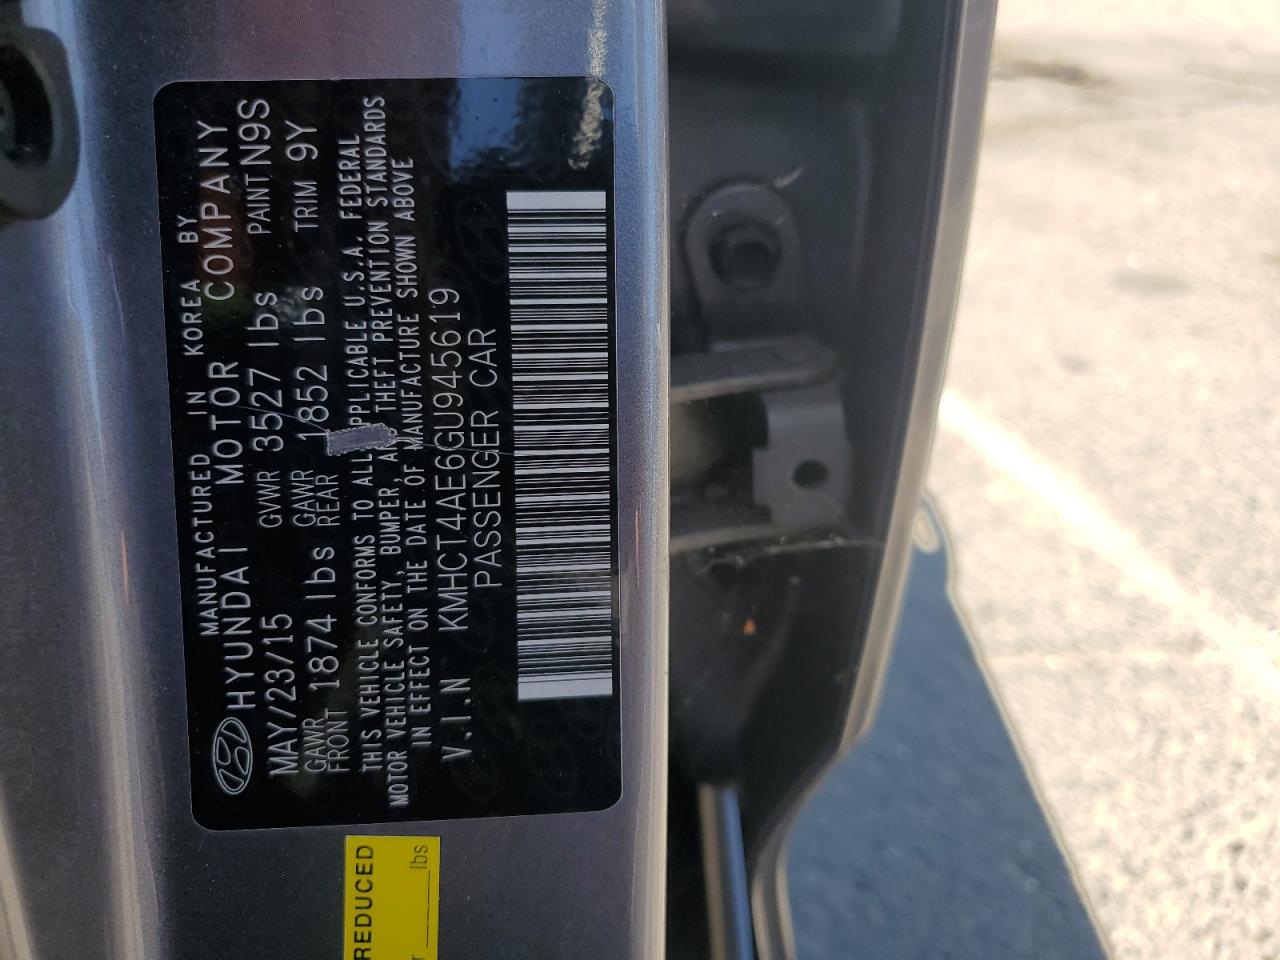 MANUFACTURED IN KOREA BY
HYUNDAI MOTOR COMPANY
MAY/23/15 GVWR 3527 lbs PAINT N9S
GAWR FRONT 1874 lbs GAWR REAR 1852 lbs TRIM 9Y
THIS VEHICLE CONFORMS TO ALL APPLICABLE U.S.A. FEDERAL
MOTOR VEHICLE SAFETY, BUMPER, AND THEFT PREVENTION STANDARDS
IN EFFECT ON THE DATE OF MANUFACTURE SHOWN ABOVE
V.I.N KMHCT4AE6GU945619
PASSENGER CAR
REDUCED
lbs